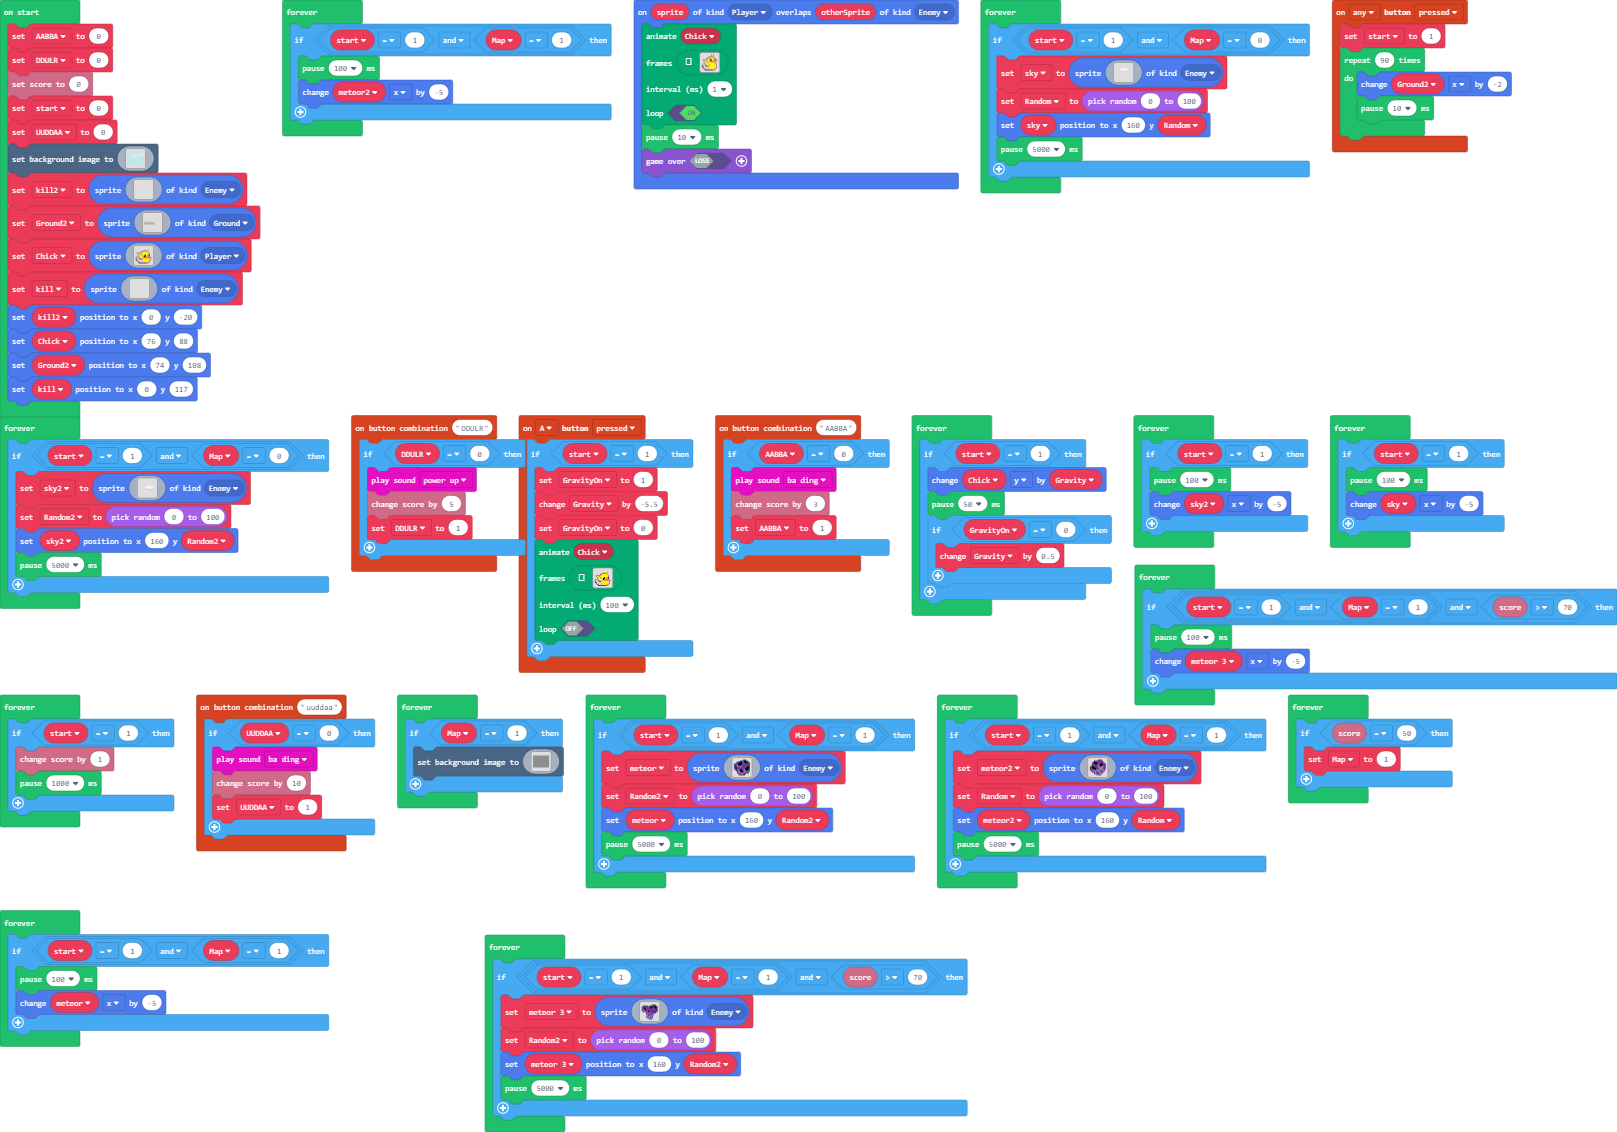 on start
set AABBA to 0
set DDULR to 0
set score to 0
set start to 0
set UUDDAA to 0
set background image to
set kill2 to sprite of kind Enemy
set Ground2 to sprite of kind Ground
set Chick to sprite of kind Player
set kill to sprite of kind Enemy
set kill2 position to x 0 y -20
set Chick position to x 76 y 88
set Ground2 position to x 74 y 108
set kill position to x 0 y 117
forever
if start = 1 and Map = 1 then
pause 100 ms
change meteor2 x by -5
on sprite of kind Player overlaps otherSprite of kind Enemy
animate Chick
frames
interval (ms) 1
loop ON
pause 10 ms
game over LOSE
forever
if start = 1 and Map = 0 then
set sky to sprite of kind Enemy
set Random to pick random 0 to 100
set sky position to x 160 y Random
pause 5000 ms
on any button pressed
set start to 1
repeat 90 times
do change Ground2 x by -2
pause 10 ms
forever
if start = 1 and Map = 0 then
set sky2 to sprite of kind Enemy
set Random2 to pick random 0 to 100
set sky2 position to x 160 y Random2
pause 5000 ms
on button combination "DDULR"
if DDULR = 0 then
play sound power up
change score by 5
set DDULR to 1
on A button pressed
if start = 1 then
set GravityOn to 1
change Gravity by -5.5
set GravityOn to 0
animate Chick
frames
interval (ms) 100
loop OFF
on button combination "AABBA"
if AABBA = 0 then
play sound ba ding
change score by 3
set AABBA to 1
forever
if start = 1 then
change Chick y by Gravity
pause 50 ms
if GravityOn = 0 then
change Gravity by 0.5
forever
if start = 1 then
pause 100 ms
change sky2 x by -5
forever
if start = 1 then
pause 100 ms
change sky x by -5
forever
if start = 1 and Map = 1 and score > 70 then
pause 100 ms
change meteor 3 x by -5
forever
if start = 1 then
change score by 1
pause 1000 ms
on button combination "uuddaa"
if UUDDAA = 0 then
play sound ba ding
change score by 10
set UUDDAA to 1
forever
if Map = 1 then
set background image to
forever
if start = 1 and Map = 1 then
set meteor to sprite of kind Enemy
set Random2 to pick random 0 to 100
set meteor position to x 160 y Random2
pause 5000 ms
forever
if start = 1 and Map = 1 then
set meteor2 to sprite of kind Enemy
set Random to pick random 0 to 100
set meteor2 position to x 160 y Random
pause 5000 ms
forever
if score = 50 then
set Map to 1
forever
if start = 1 and Map = 1 then
pause 100 ms
change meteor x by -5
forever
if start = 1 and Map = 1 and score > 70 then
set meteor 3 to sprite of kind Enemy
set Random2 to pick random 0 to 100
set meteor 3 position to x 160 y Random2
pause 5000 ms